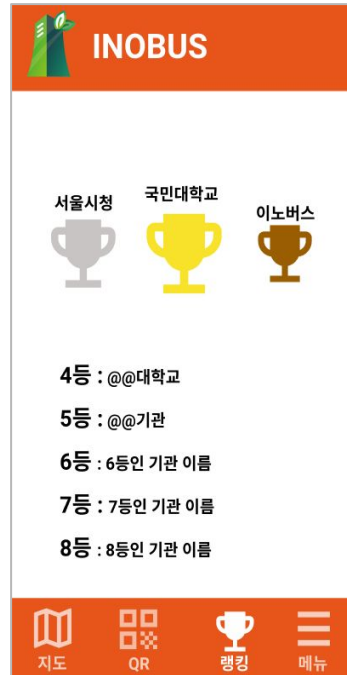 INOBUS
서울시청
국민대학교
이노버스
4등 : @@대학교
5등 : @@기관
6등 : 6등인 기관 이름
7등 : 7등인 기관 이름
8등 : 8등인 기관 이름
지도
QR
랭킹
메뉴